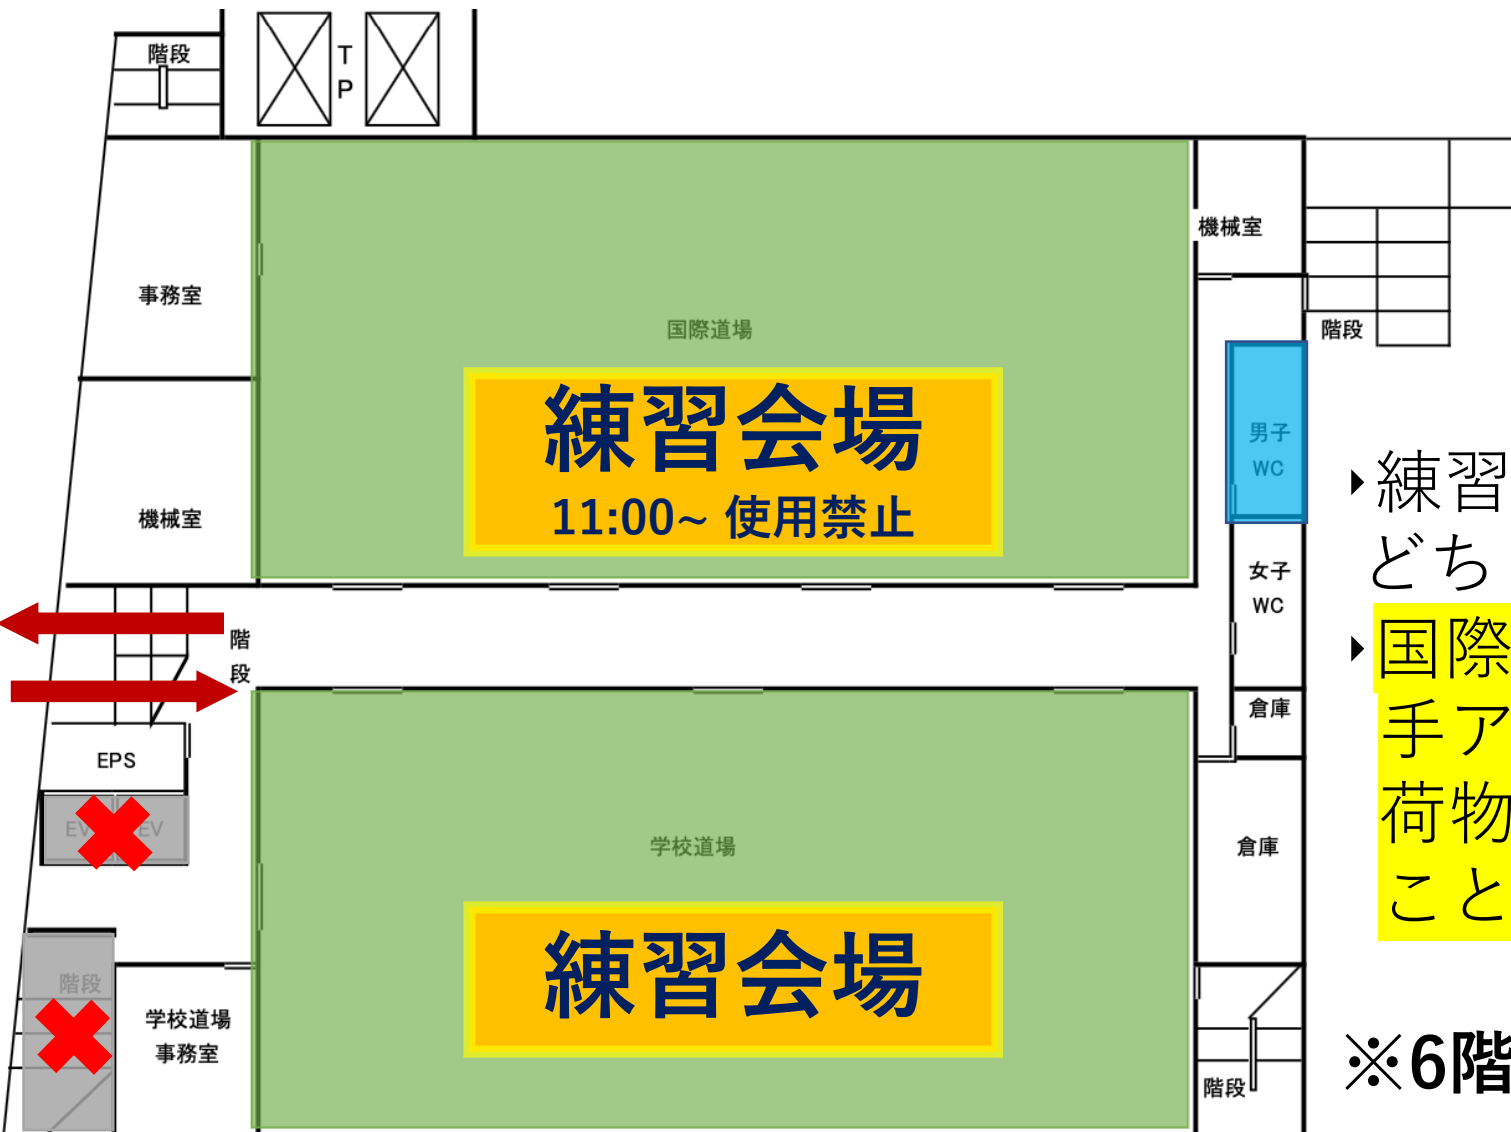 階段
T
P
機械室
事務室
国際道場
階段
練習会場
11:00~ 使用禁止
男子
WC
機械室
女子
WC
階
段
倉庫
EPS
EV
EV
学校道場
倉庫
階段
練習会場
学校道場
事務室
階段
練習
どち
国際
手ア
荷物
こと
※6階